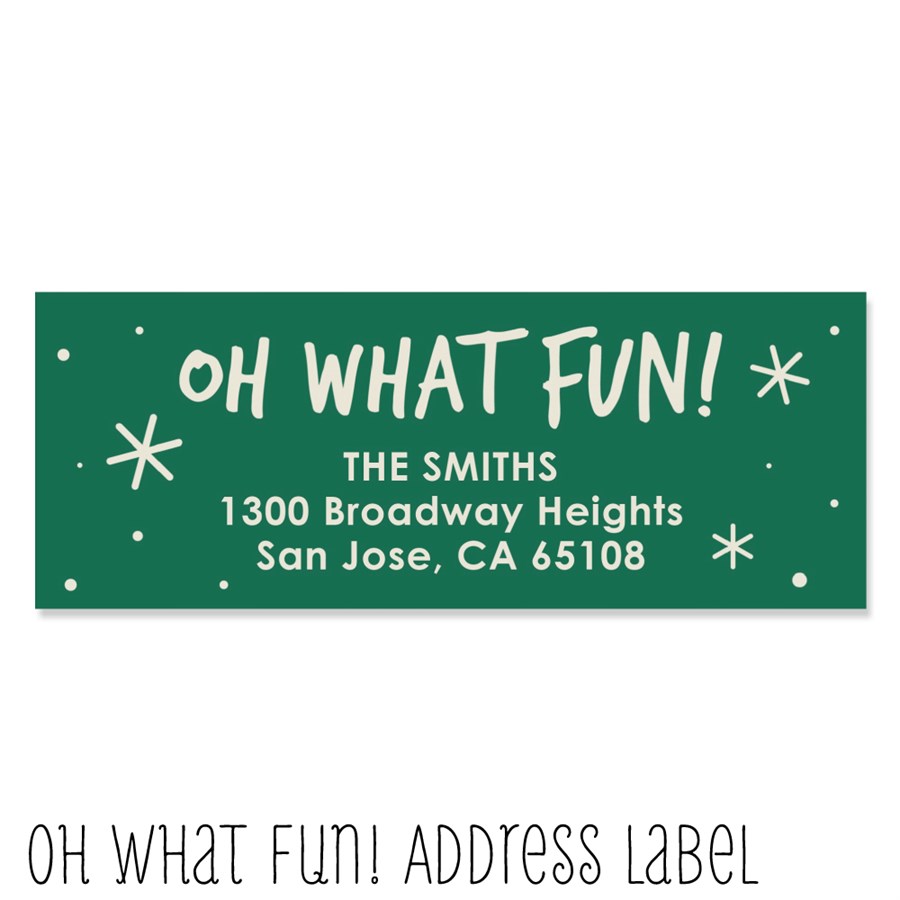 OH WHAT FUN!
THE SMITHS
1300 Broadway Heights
San Jose, CA 65108
OH WHat Fun! ADDress LaBeL